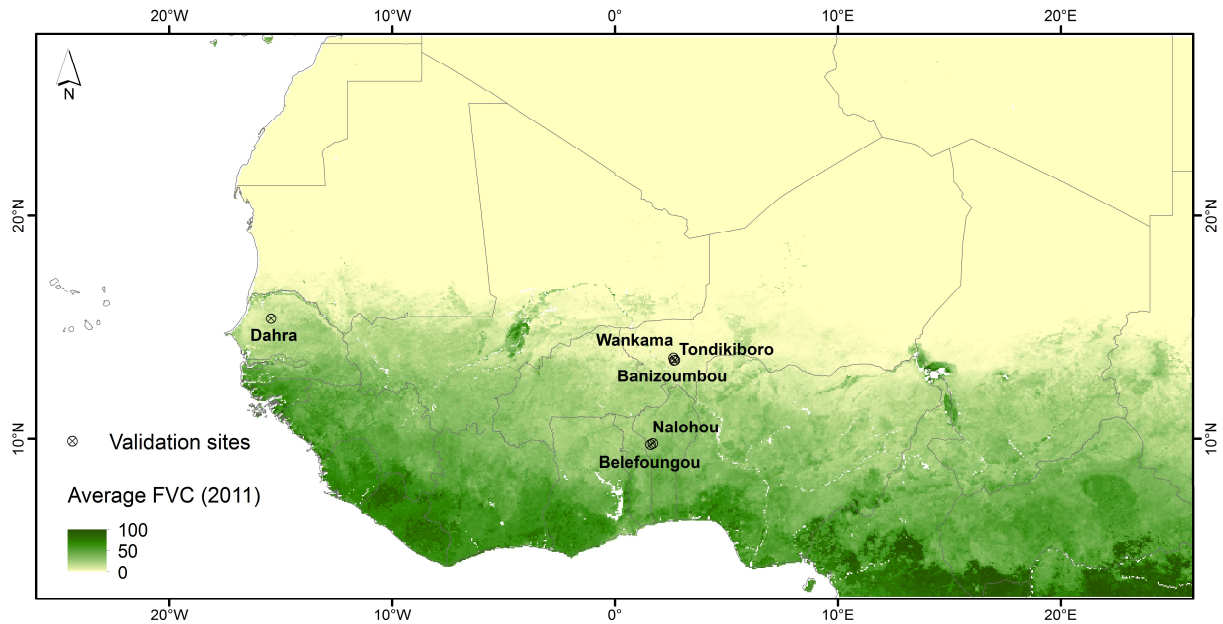 20°W 10°W 0° 10°E 20°E
N
20°N 20°N
Dahra
Wankama
Tondikiboro
Banizoumbou
Nalohou
10°N Validation sites 10°N
Belefoungou
Average FVC (2011)
100
50
0
20°W 10°W 0° 10°E 20°E